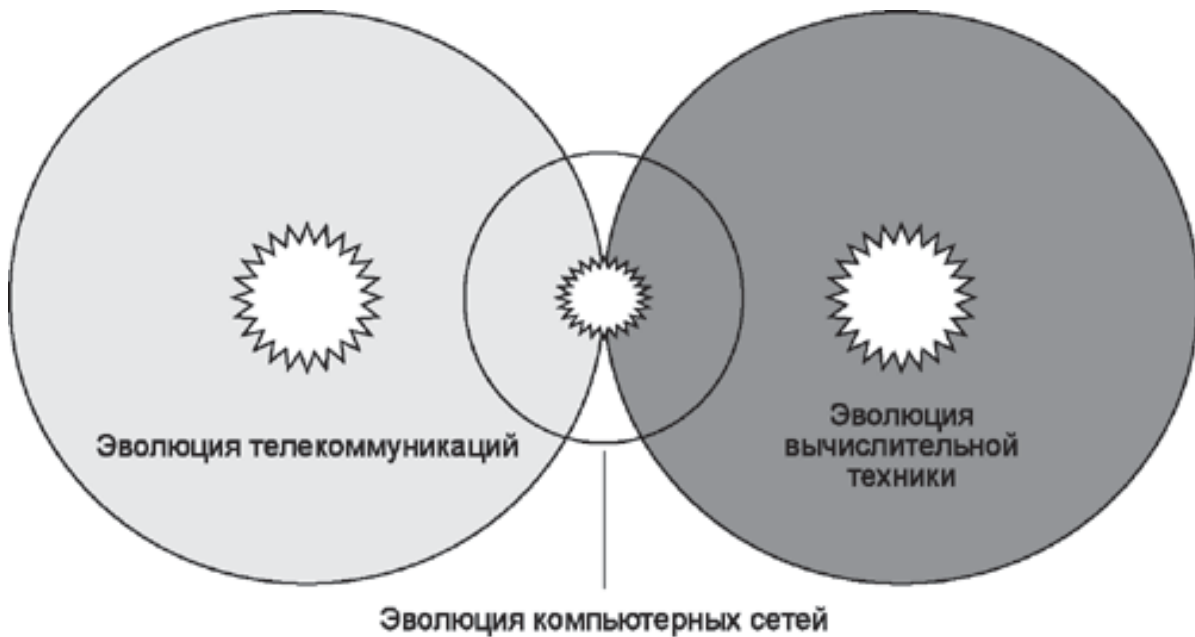 Эволюция телекоммуникаций
Эволюция
вычислительной
техники
Эволюция компьютерных сетей